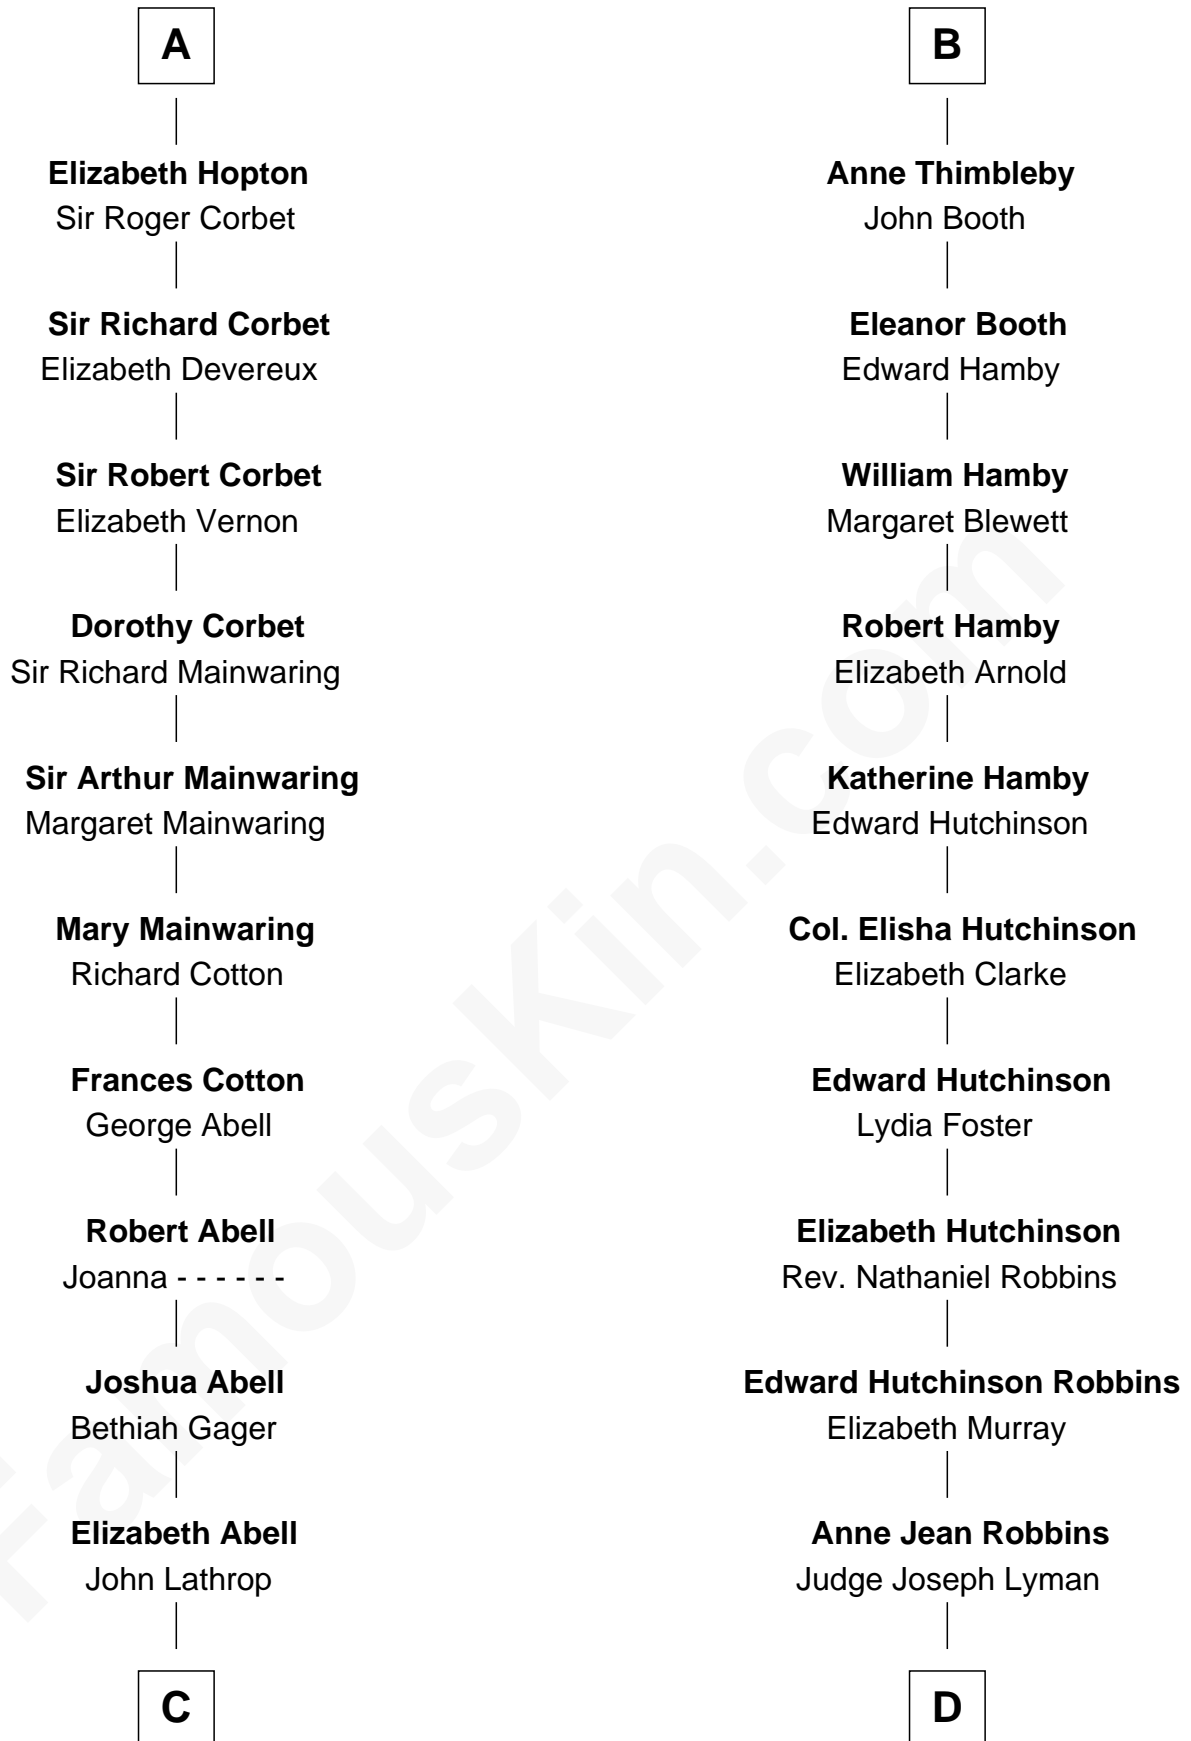 A
Elizabeth Hopton
Sir Roger Corbet
Sir Richard Corbet
Elizabeth Devereux
Sir Robert Corbet
Elizabeth Vernon
Dorothy Corbet
Sir Richard Mainwaring
Sir Arthur Mainwaring
Margaret Mainwaring
Mary Mainwaring
Richard Cotton
Frances Cotton
George Abell
Robert Abell
Joanna - - - - - -
Joshua Abell
Bethiah Gager
Elizabeth Abell
John Lathrop
C
B
Anne Thimbleby
John Booth
Eleanor Booth
Edward Hamby
William Hamby
Margaret Blewett
Robert Hamby
Elizabeth Arnold
Katherine Hamby
Edward Hutchinson
Col. Elisha Hutchinson
Elizabeth Clarke
Edward Hutchinson
Lydia Foster
Elizabeth Hutchinson
Rev. Nathaniel Robbins
Edward Hutchinson Robbins
Elizabeth Murray
Anne Jean Robbins
Judge Joseph Lyman
D
FamousKin.com